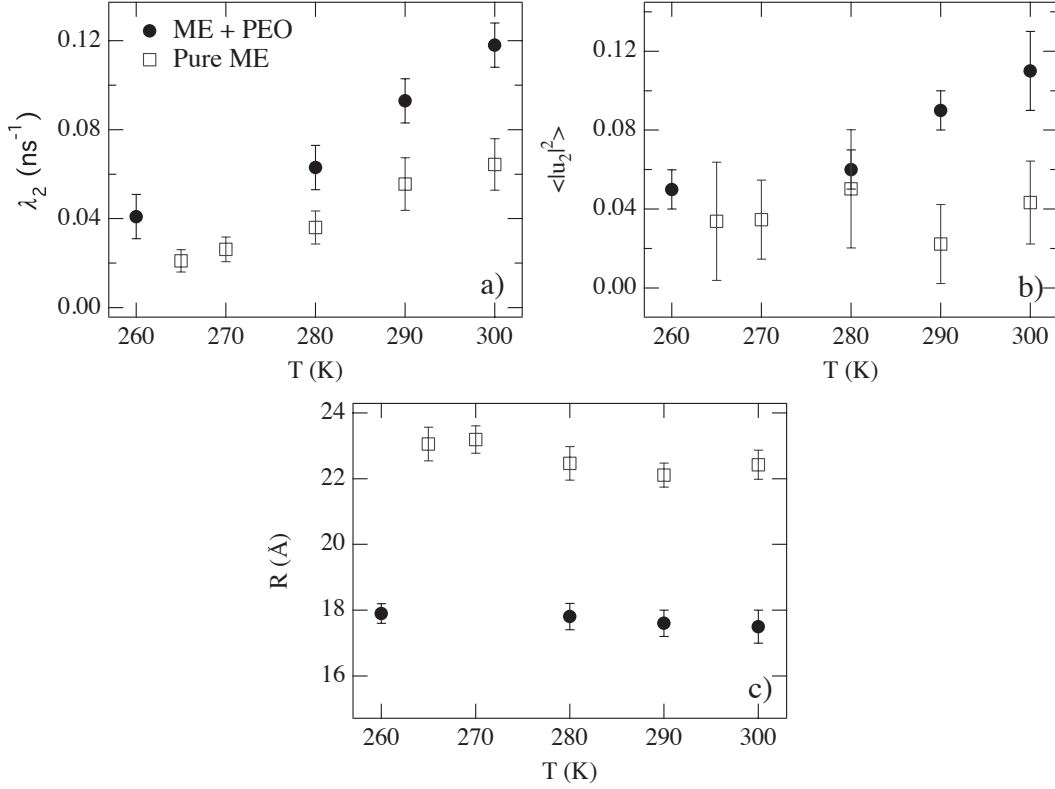 ME + PEO
Pure ME
0.12
0.08
0.04
0.00
λ2 (ns-1)
260 270 280 290 300
T (K)
a)
0.12
0.08
0.04
0.00
<|u2|2>
260 270 280 290 300
T (K)
b)
24
22
20
18
16
R (Å)
260 270 280 290 300
T (K)
c)